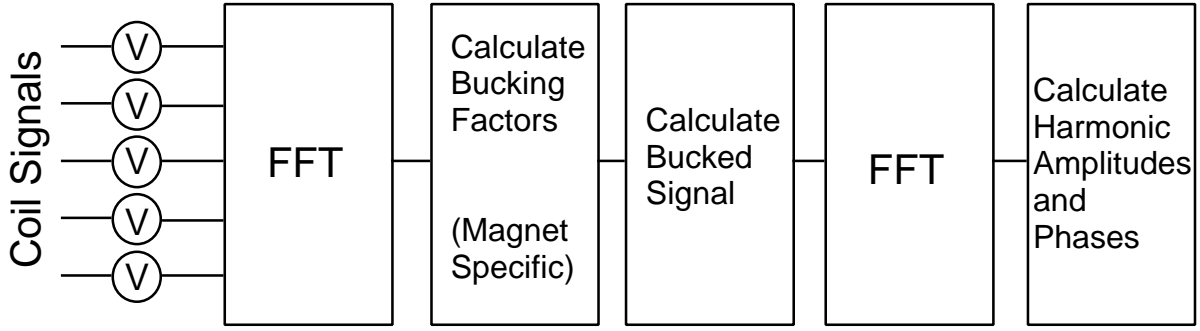 Coil Signals
V
V
V
V
V
FFT
Calculate
Bucking
Factors
(Magnet
Specific)
Calculate
Bucked
Signal
FFT
Calculate
Harmonic
Amplitudes
and
Phases